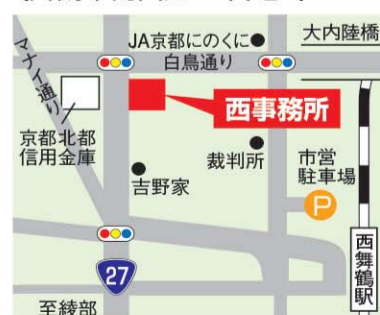 JA京都にのくに
大内陸橋
白鳥通り
マナイ通り
西事務所
京都北都
信用金庫
裁判所
市営
駐車場
吉野家
P
27
西舞鶴駅
至綾部